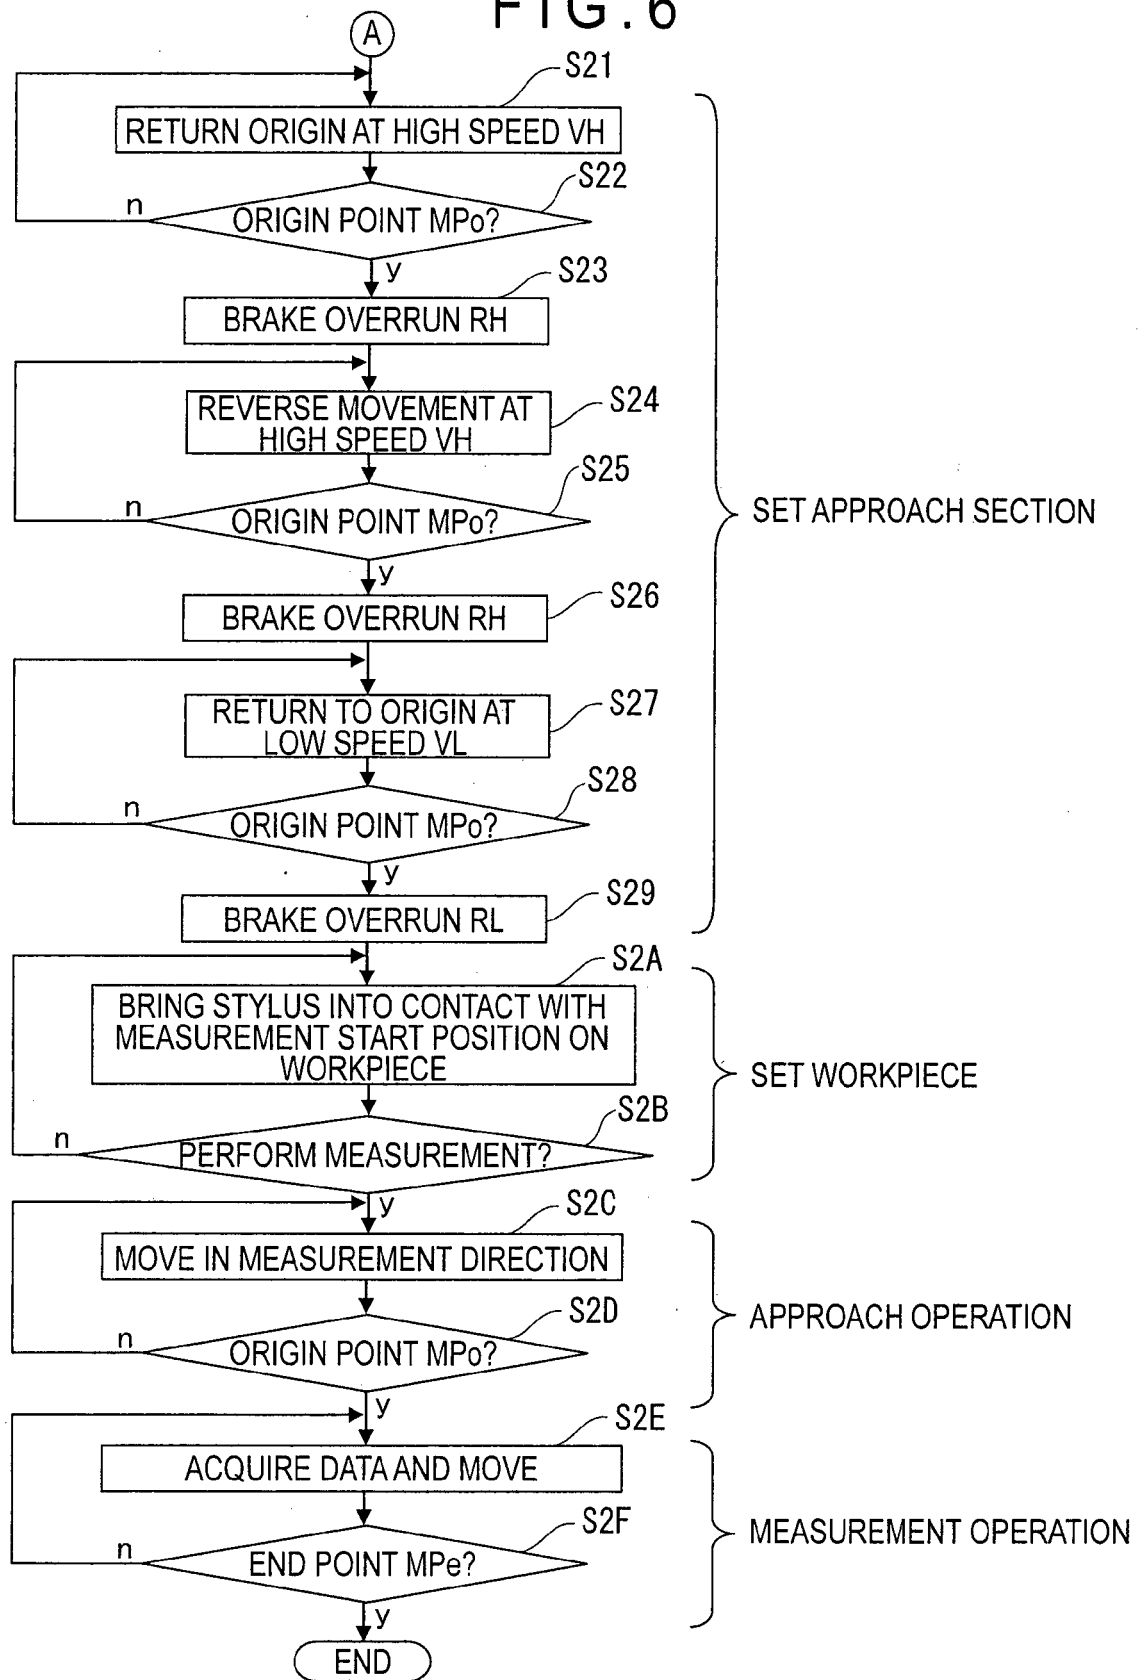 FIG. 6
A
S21
RETURN ORIGIN AT HIGH SPEED VH
S22
n
ORIGIN POINT MPo?
y
S23
BRAKE OVERRUN RH
S24
REVERSE MOVEMENT AT
HIGH SPEED VH
S25
n
ORIGIN POINT MPo?
y
SET APPROACH SECTION
S26
BRAKE OVERRUN RH
S27
RETURN TO ORIGIN AT
LOW SPEED VL
S28
n
ORIGIN POINT MPo?
y
S29
BRAKE OVERRUN RL
S2A
BRING STYLUS INTO CONTACT WITH
MEASUREMENT START POSITION ON
WORKPIECE
SET WORKPIECE
S2B
n
PERFORM MEASUREMENT?
y
S2C
MOVE IN MEASUREMENT DIRECTION
S2D
APPROACH OPERATION
n
ORIGIN POINT MPo?
y
S2E
ACQUIRE DATA AND MOVE
S2F
MEASUREMENT OPERATION
n
END POINT MPe?
y
END